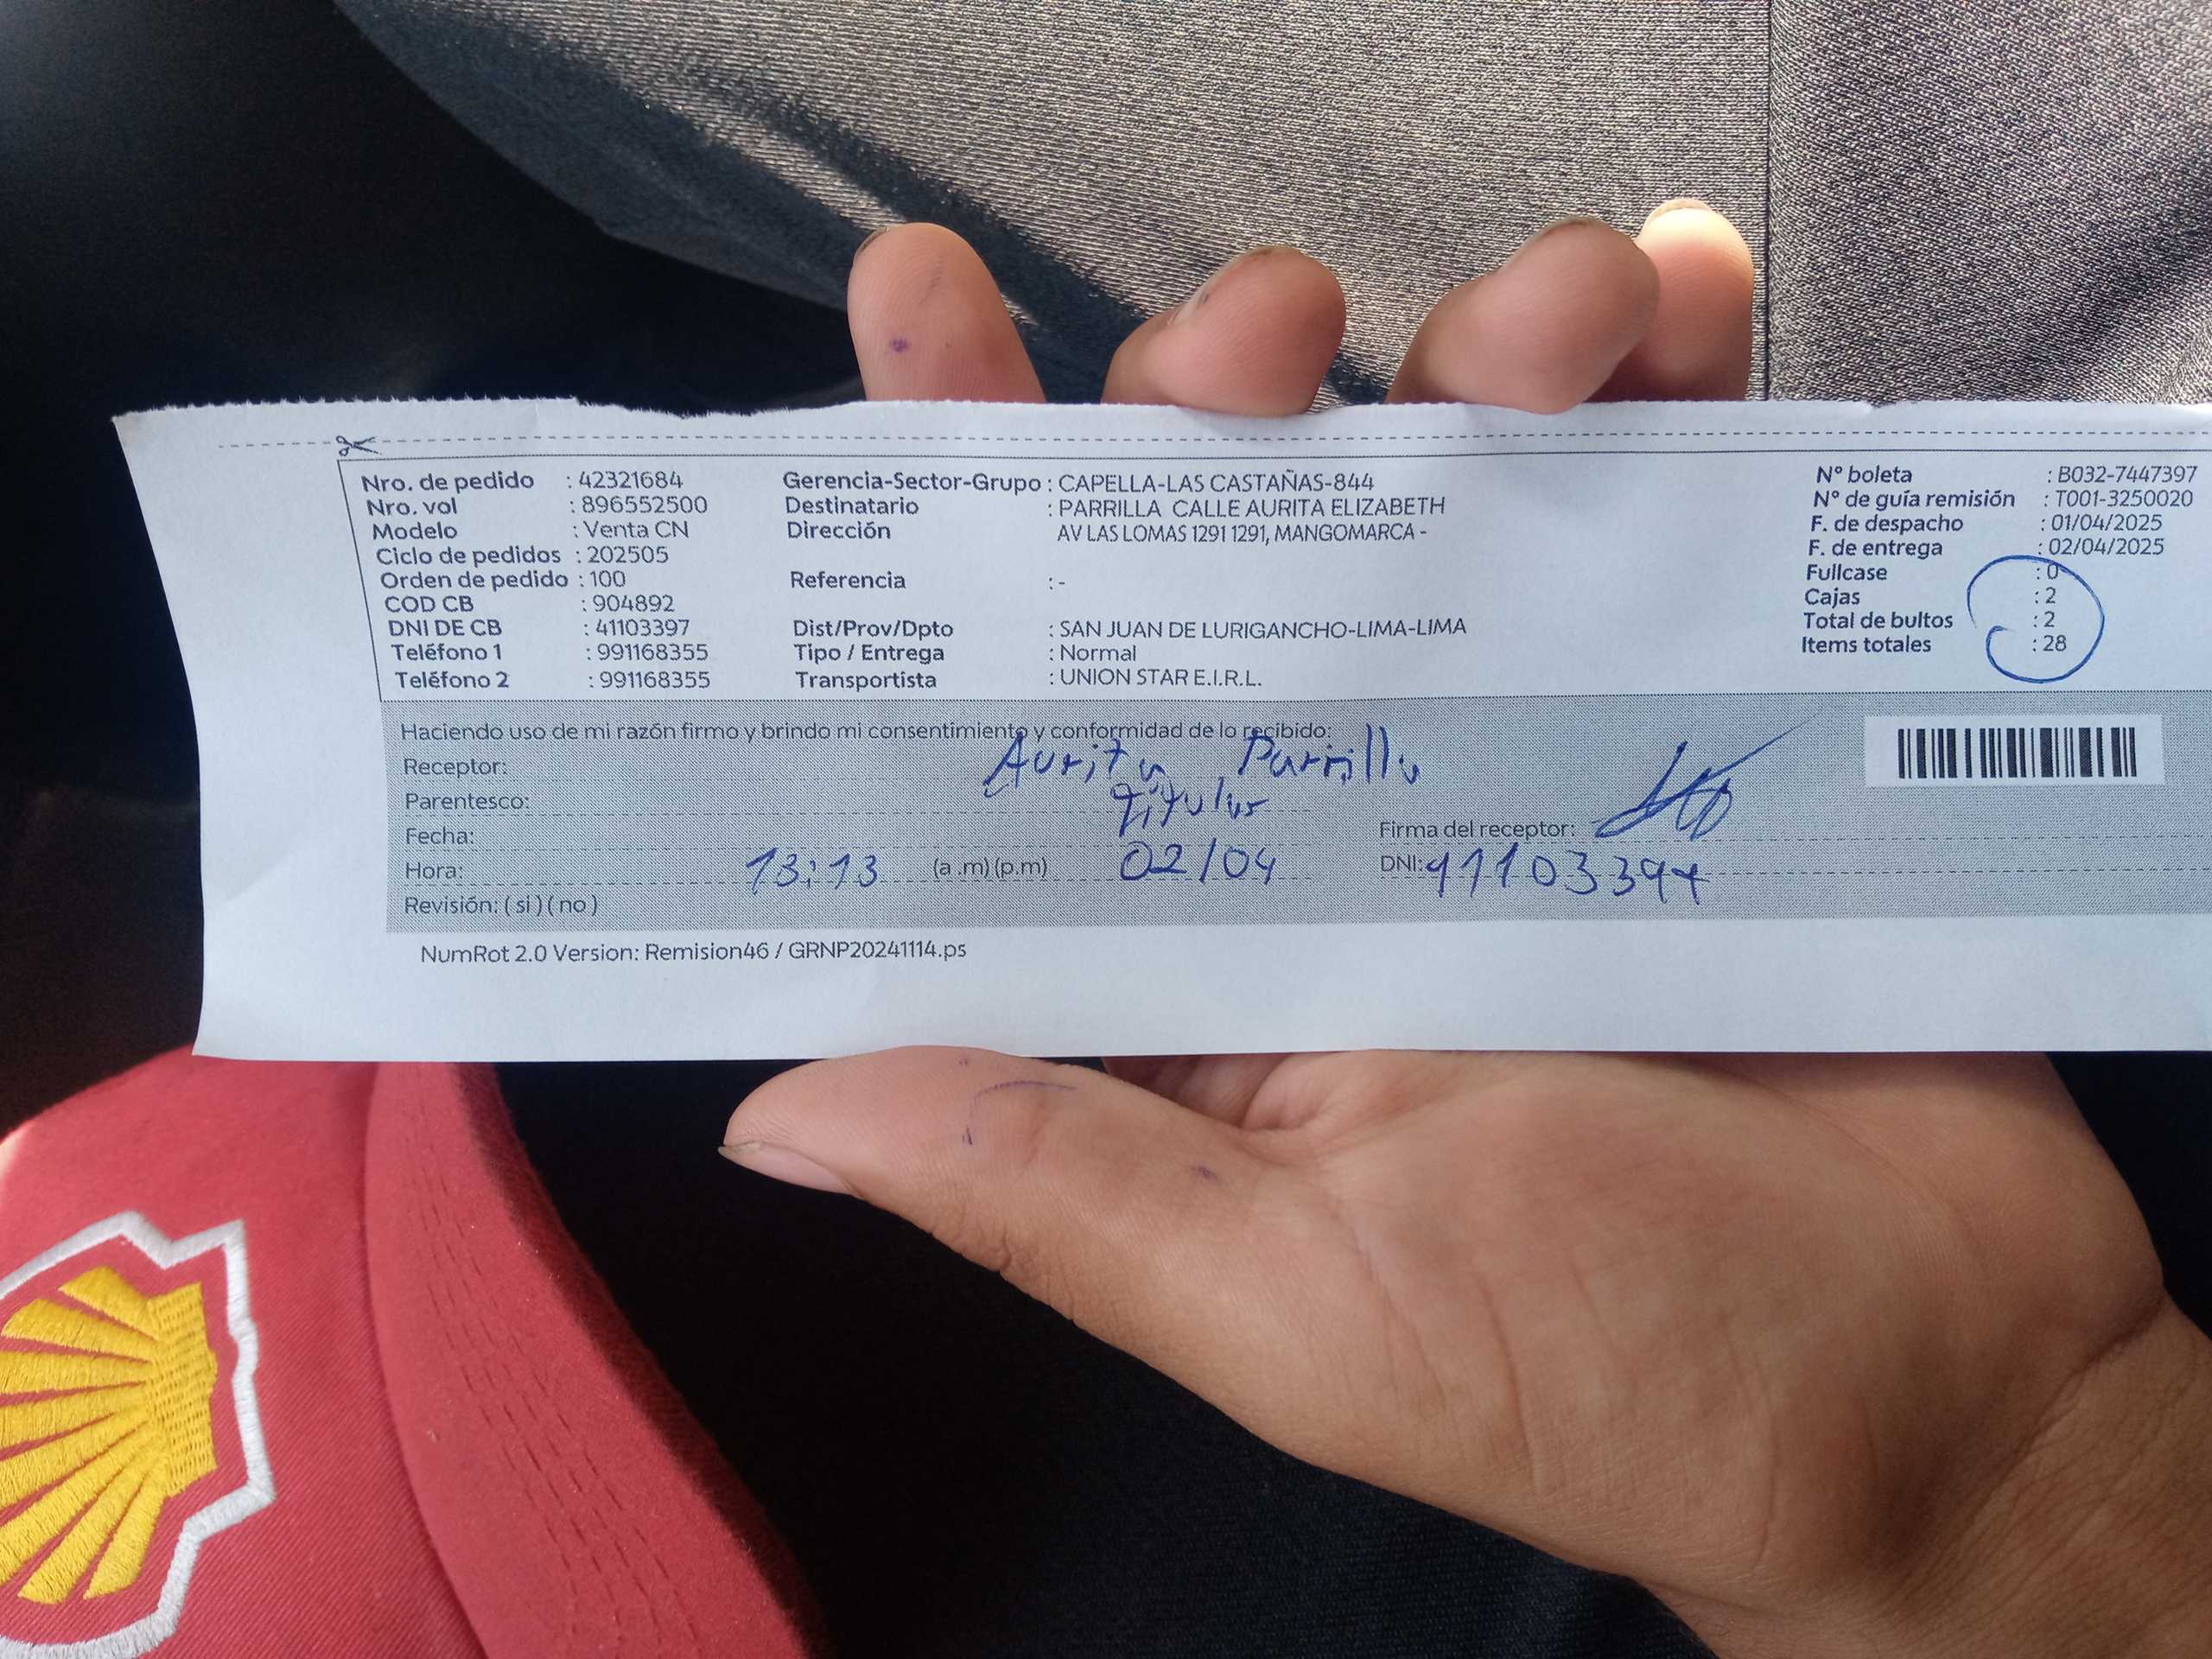 Nro. de pedido : 42321684 Gerencia-Sector-Grupo : CAPELLA-LAS CASTAÑAS-844 N° boleta : B032-7447397
Nro. vol : 896552500 Destinatario : PARRILLA CALLE AURITA ELIZABETH N° de guía remisión : T001-3250020
Modelo : Venta CN Dirección AV LAS LOMAS 1291 1291, MANGOMARCA - F. de despacho : 01/04/2025
Ciclo de pedidos : 202505 F. de entrega : 02/04/2025
Orden de pedido : 100 Referencia : - Fullcase : 0
COD CB : 904892 Cajas : 2
DNI DE CB : 41103397 Dist/Prov/Dpto : SAN JUAN DE LURIGANCHO-LIMA-LIMA Total de bultos : 2
Teléfono 1 : 991168355 Tipo / Entrega : Normal Items totales : 28
Teléfono 2 : 991168355 Transportista : UNION STAR E.I.R.L.
Haciendo uso de mi razón firmo y brindo mi consentimiento y conformidad de lo recibido:
Receptor: Aurita Parrilla
Parentesco: Titular
Fecha: Firma del receptor:
Hora: 13:13 (a .m) (p.m) 02/04 DNI: 41103397
Revisión: ( si ) ( no )
NumRot 2.0 Version: Remision46 / GRNP20241114.ps